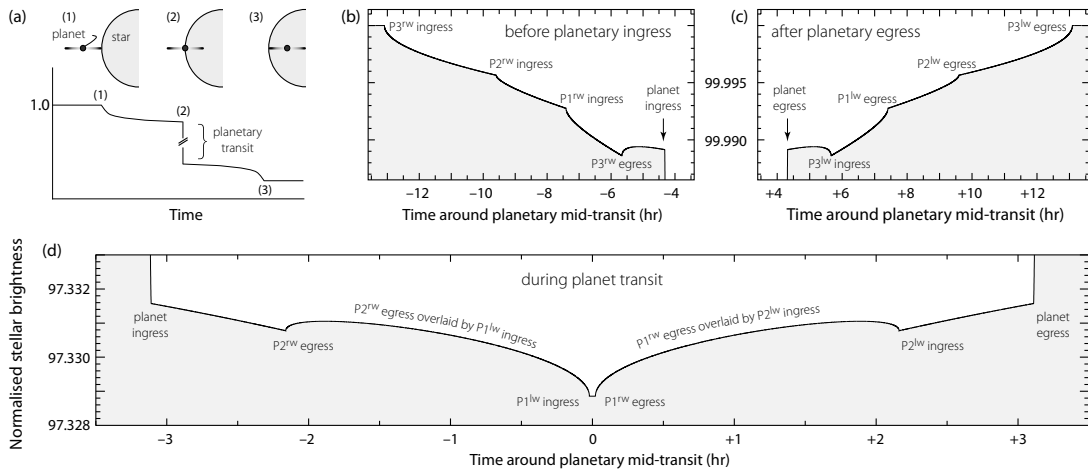 (a)
(1)
(2)
(3)
planet
star
1.0
(1)
(2)
planetary
transit
(3)
Time
(b)
before planetary ingress
P3rw ingress
P2rw ingress
P1rw ingress
planet
ingress
P3rw egress
−12
−10
−8
−6
−4
Time around planetary mid-transit (hr)
(c)
after planetary egress
P3lw egress
P2lw egress
99.995
P1lw egress
planet
egress
99.990
P3lw ingress
+4
+6
+8
+10
+12
Time around planetary mid-transit (hr)
(d)
Normalised stellar brightness
during planet transit
97.332
97.330
97.328
planet
ingress
P2rw egress
P2rw egress overlaid by P1lw ingress
P1lw ingress
P1rw egress
P1rw egress overlaid by P2lw ingress
P2lw ingress
planet
egress
−3
−2
−1
0
+1
+2
+3
Time around planetary mid-transit (hr)